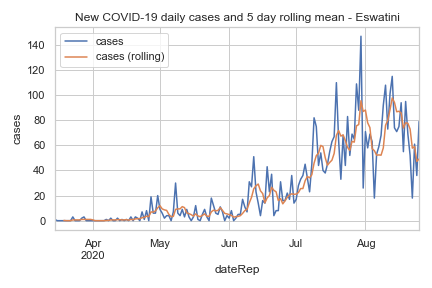 New COVID-19 daily cases and 5 day rolling mean - Eswatini
cases
cases (rolling)
140
120
100
80
60
40
20
0
cases
Apr
2020
May
Jun
Jul
Aug
dateRep